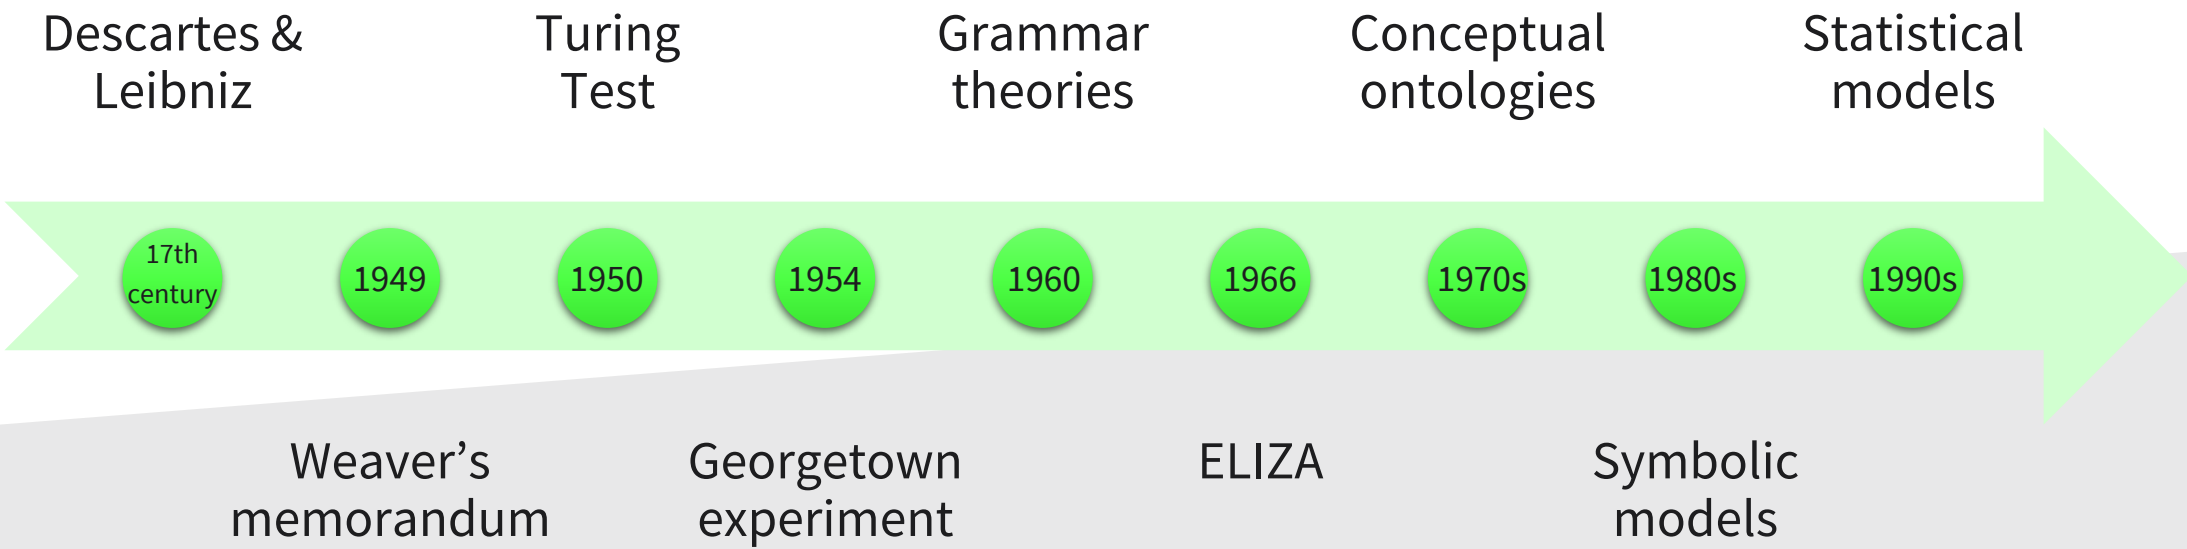 Descartes &
Leibniz
Turing
Test
Grammar
theories
Conceptual
ontologies
Statistical
models
17th
century
1949
1950
1954
1960
1966
1970s
1980s
1990s
Weaver’s
memorandum
Georgetown
experiment
ELIZA
Symbolic
models